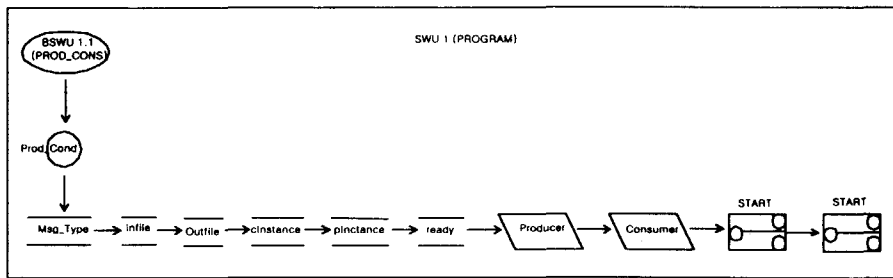 BSWU 1.1
(PROD_CONS)
SWU 1 (PROGRAM)
Prod_Cond
START START
Msg_Type infile Outfile cInstance pInctance ready Producer Consumer